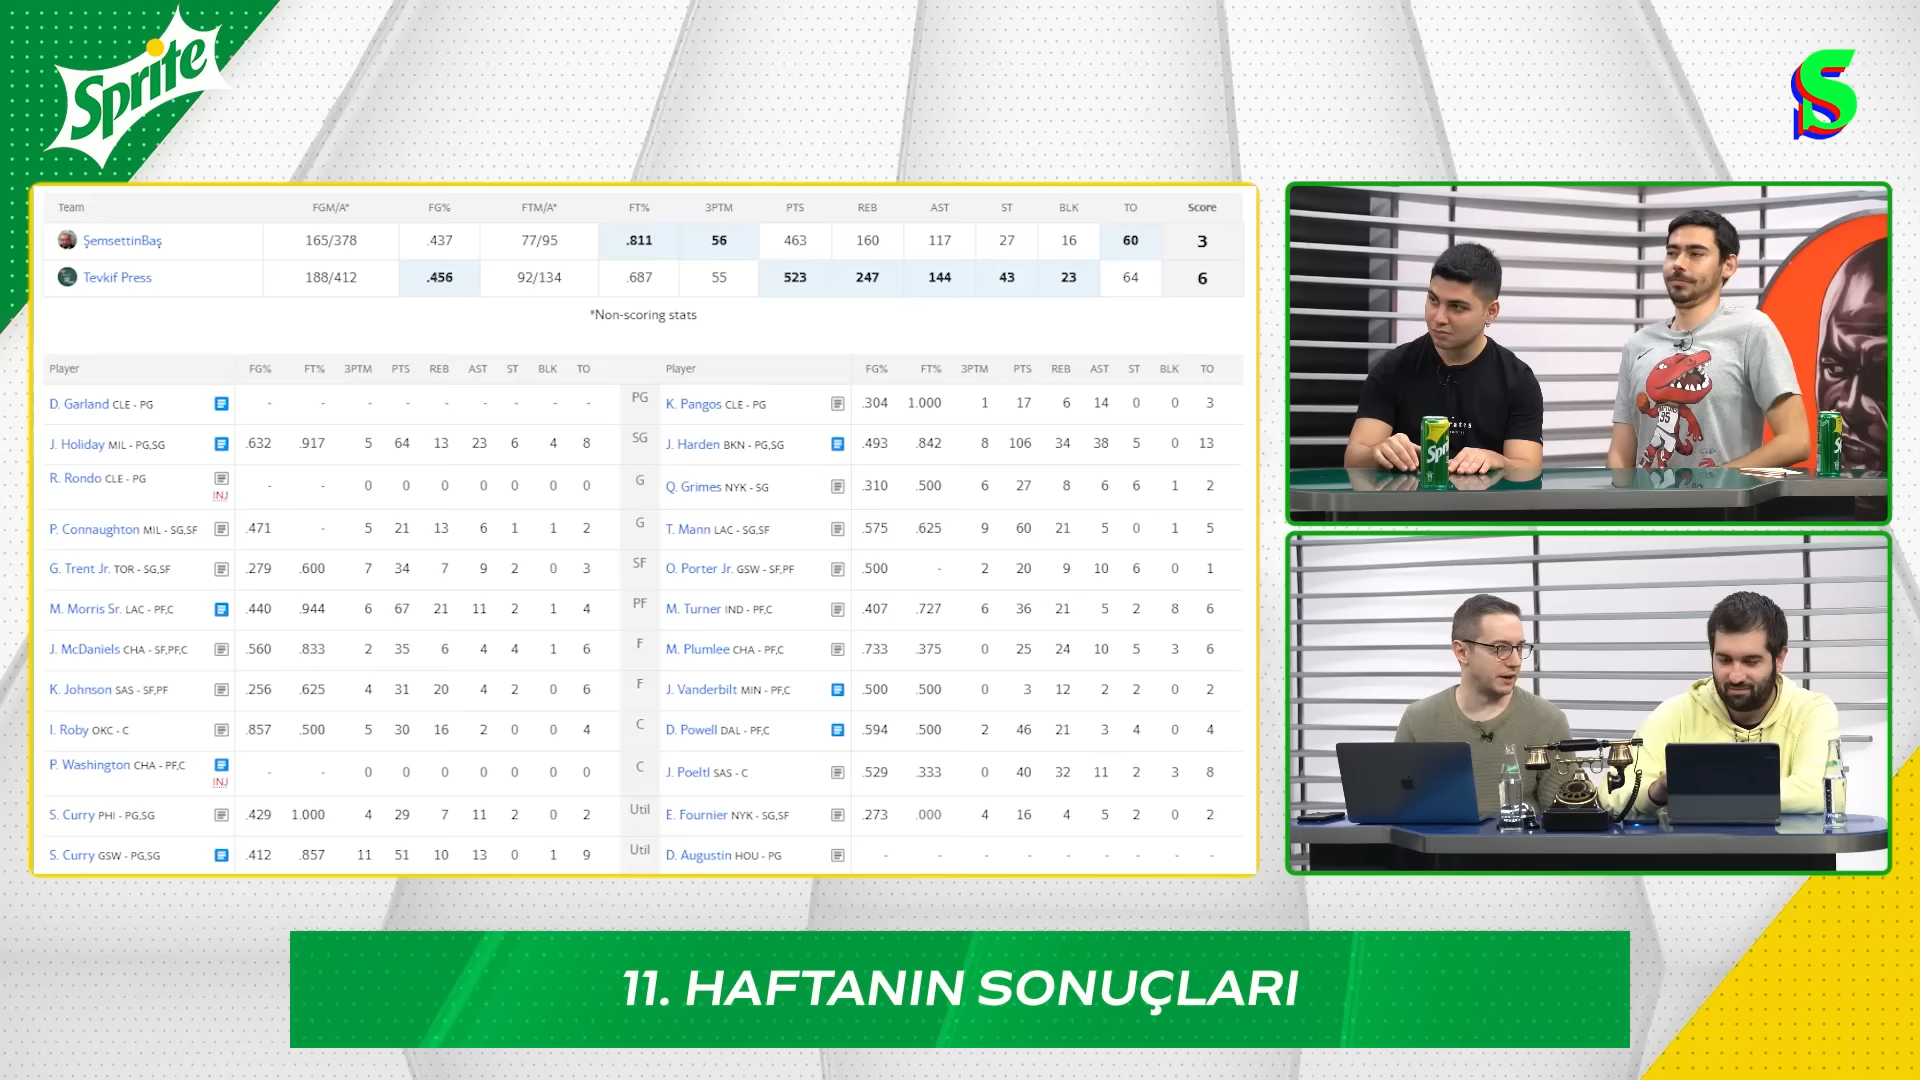 Sprite
S
Team FGM/A* FG% FTM/A* FT% 3PTM PTS REB AST ST BLK TO Score
ŞemsettinBaş 165/378 .437 77/95 .811 56 463 160 117 27 16 60 3
Tevkif Press 188/412 .456 92/134 .687 55 523 247 144 43 23 64 6
*Non-scoring stats
Player FG% FT% 3PTM PTS REB AST ST BLK TO Player FG% FT% 3PTM PTS REB AST ST BLK TO
D. Garland CLE - PG - - - - - - - - - PG K. Pangos CLE - PG .304 1.000 1 17 6 14 0 0 3
J. Holiday MIL - PG,SG .632 .917 5 64 13 23 6 4 8 SG J. Harden BKN - PG,SG .493 .842 8 106 34 38 5 0 13
R. Rondo CLE - PG INJ - - 0 0 0 0 0 0 0 G Q. Grimes NYK - SG .310 .500 6 27 8 6 6 1 2
P. Connaughton MIL - SG,SF .471 - 5 21 13 6 1 1 2 G T. Mann LAC - SG,SF .575 .625 9 60 21 5 0 1 5
G. Trent Jr. TOR - SG,SF .279 .600 7 34 7 9 2 0 3 SF O. Porter Jr. GSW - SF,PF .500 - 2 20 9 10 6 0 1
M. Morris Sr. LAC - PF,C .440 .944 6 67 21 11 2 1 4 PF M. Turner IND - PF,C .407 .727 6 36 21 5 2 8 6
J. McDaniels CHA - SF,PF,C .560 .833 2 35 6 4 4 1 6 F M. Plumlee CHA - PF,C .733 .375 0 25 24 10 5 3 6
K. Johnson SAS - SF,PF .256 .625 4 31 20 4 2 0 6 F J. Vanderbilt MIN - PF,C .500 .500 0 3 12 2 2 0 2
I. Roby OKC - C .857 .500 5 30 16 2 0 0 4 C D. Powell DAL - PF,C .594 .500 2 46 21 3 4 0 4
P. Washington CHA - PF,C INJ - - 0 0 0 0 0 0 0 C J. Poeltl SAS - C .529 .333 0 40 32 11 2 3 8
S. Curry PHI - PG,SG .429 1.000 4 29 7 11 2 0 2 Util E. Fournier NYK - SG,SF .273 .000 4 16 4 5 2 0 2
S. Curry GSW - PG,SG .412 .857 11 51 10 13 0 1 9 Util D. Augustin HOU - PG - - - - - - - - -
11. HAFTANIN SONUÇLARI